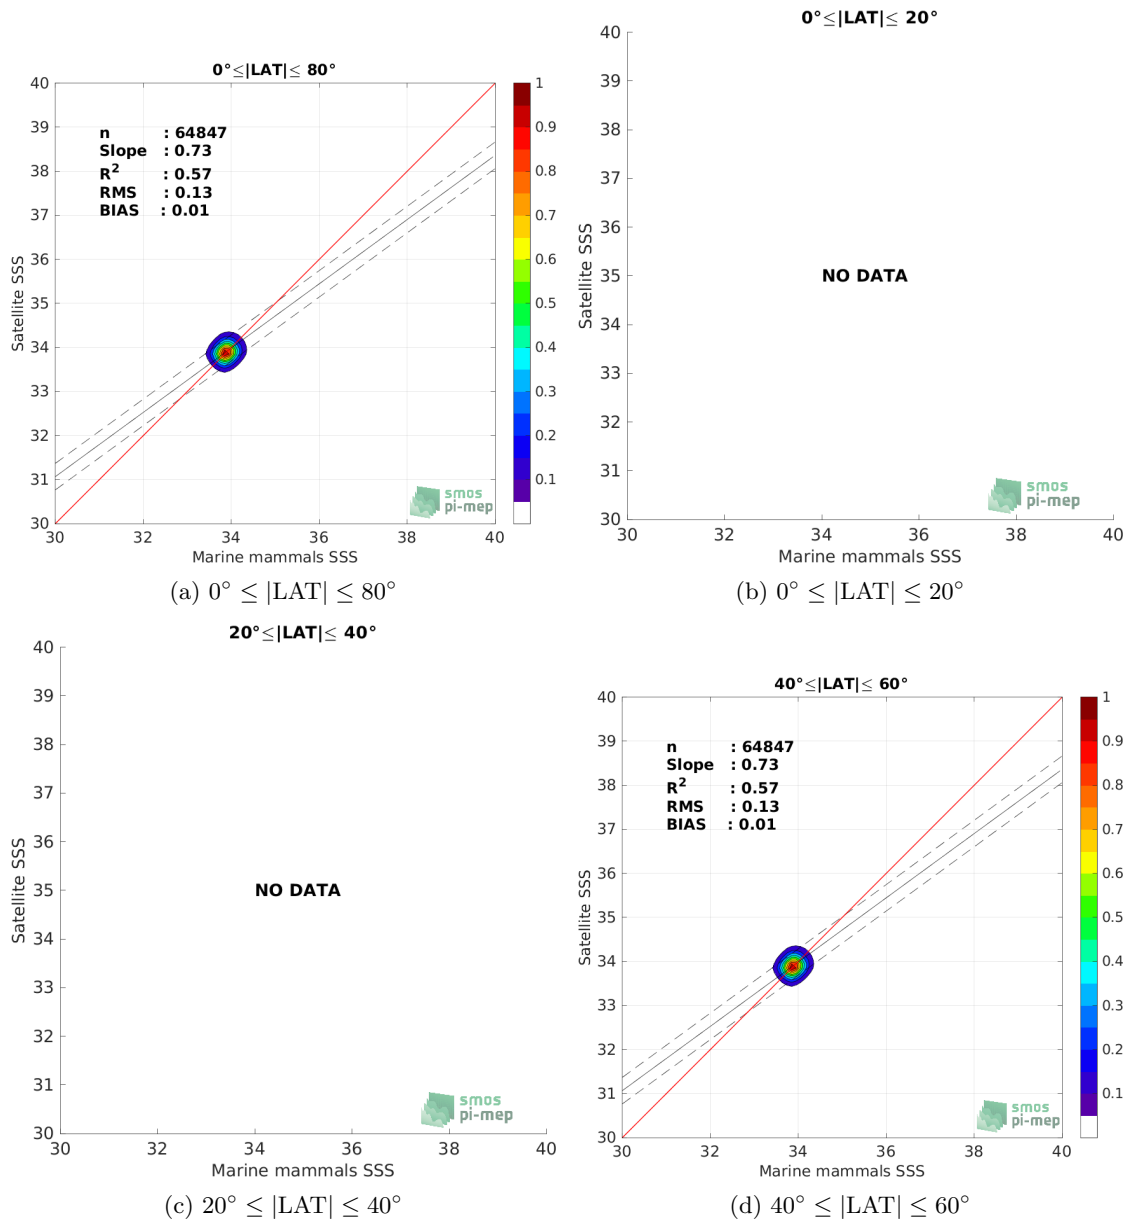 0°≤|LAT|≤ 80°
40
39
38
37
36
35
34
33
32
31
30
n : 64847
Slope : 0.73
R² : 0.57
RMS : 0.13
BIAS : 0.01
1
0.9
0.8
0.7
0.6
0.5
0.4
0.3
0.2
0.1
Satellite SSS
smos
pi-mep
30 32 34 36 38 40
Marine mammals SSS
(a) 0° ≤ |LAT| ≤ 80°
0°≤|LAT|≤ 20°
40
39
38
37
36
35
34
33
32
31
30
Satellite SSS
NO DATA
smos
pi-mep
30 32 34 36 38 40
Marine mammals SSS
(b) 0° ≤ |LAT| ≤ 20°
20°≤|LAT|≤ 40°
40
39
38
37
36
35
34
33
32
31
30
Satellite SSS
NO DATA
smos
pi-mep
30 32 34 36 38 40
Marine mammals SSS
(c) 20° ≤ |LAT| ≤ 40°
40°≤|LAT|≤ 60°
40
39
38
37
36
35
34
33
32
31
30
n : 64847
Slope : 0.73
R² : 0.57
RMS : 0.13
BIAS : 0.01
1
0.9
0.8
0.7
0.6
0.5
0.4
0.3
0.2
0.1
Satellite SSS
smos
pi-mep
30 32 34 36 38 40
Marine mammals SSS
(d) 40° ≤ |LAT| ≤ 60°